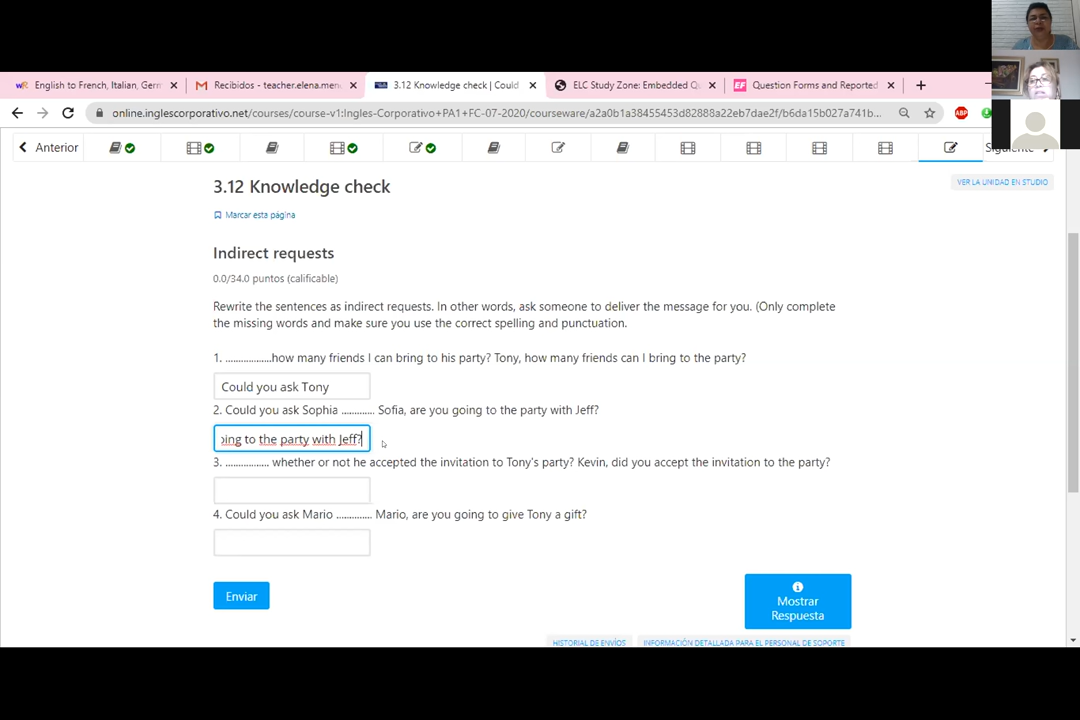 English to French, Italian, Gern
Recibidos - teacher.elena.men
3.12 Knowledge check | Could
ELC Study Zone: Embedded Q
Question Forms and Reported
online.inglescorporativo.net/courses/course-v1:Ingles-Corporativo+PA1+FC-07-2020/courseware/a2a0b1a38455453d82888a22eb7dae2f/b6da15b027a741b...
Anterior
3.12 Knowledge check
VER LA UNIDAD EN STUDIO
Marcar esta página
Indirect requests
0.0/34.0 puntos (calificable)
Rewrite the sentences as indirect requests. In other words, ask someone to deliver the message for you. (Only complete
the missing words and make sure you use the correct spelling and punctuation.
1. ..................how many friends I can bring to his party? Tony, how many friends can I bring to the party?
Could you ask Tony
2. Could you ask Sophia ............. Sofia, are you going to the party with Jeff?
oing to the party with Jeff?
3. ................. whether or not he accepted the invitation to Tony's party? Kevin, did you accept the invitation to the party?
4. Could you ask Mario .............. Mario, are you going to give Tony a gift?
Enviar
Mostrar
Respuesta
HISTORIAL DE ENVÍOS
INFORMACIÓN DETALLADA PARA EL PERSONAL DE SOPORTE